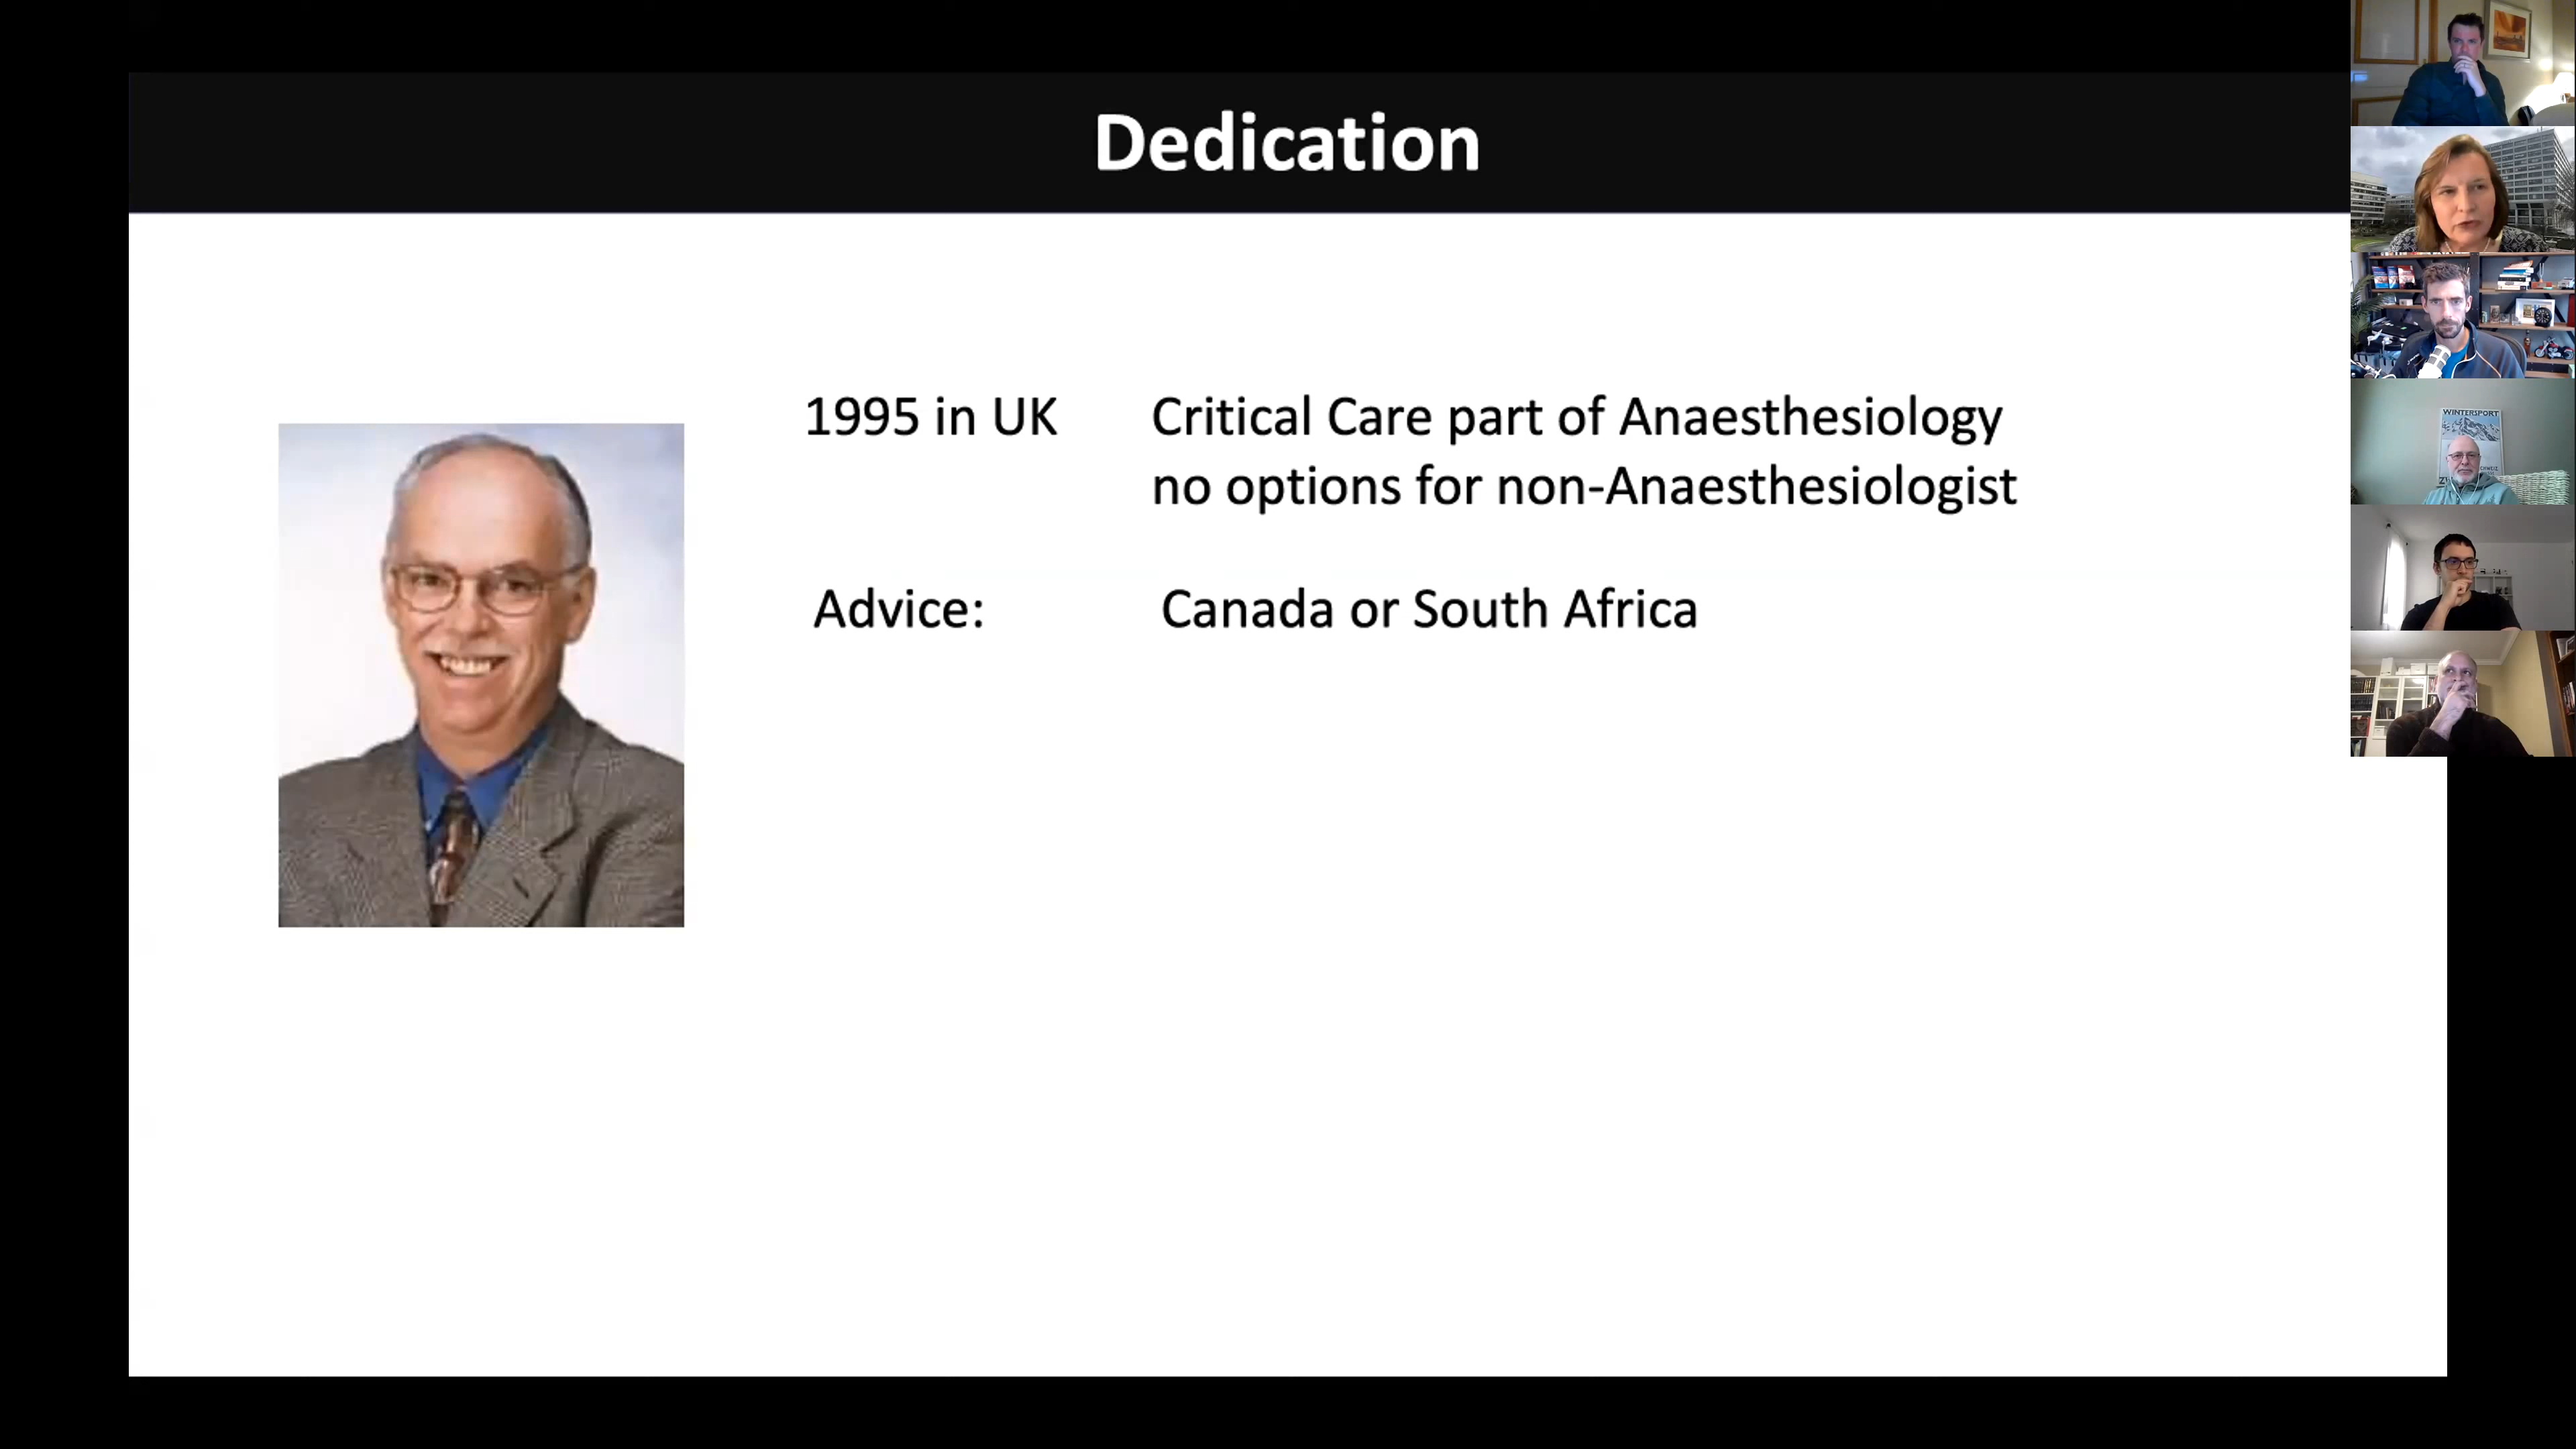 Dedication
1995 in UK Critical Care part of Anaesthesiology
no options for non-Anaesthesiologist
Advice: Canada or South Africa
WINTERSPORT